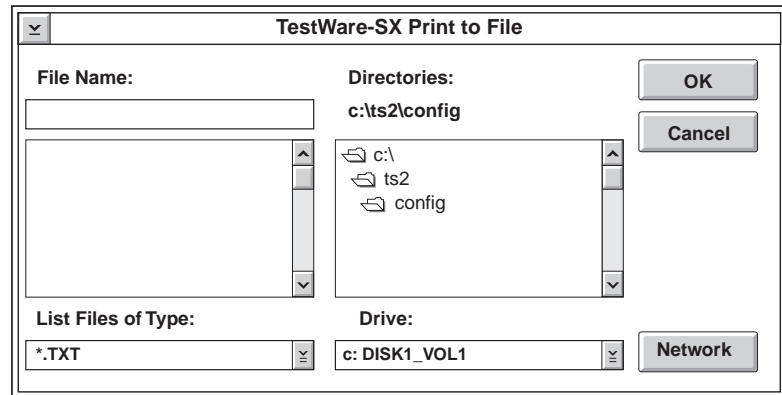 TestWare-SX Print to File
File Name:
Directories:
OK
c:\ts2\config
Cancel
c:\
ts2
config
List Files of Type:
Drive:
*.TXT
c: DISK1_VOL1
Network